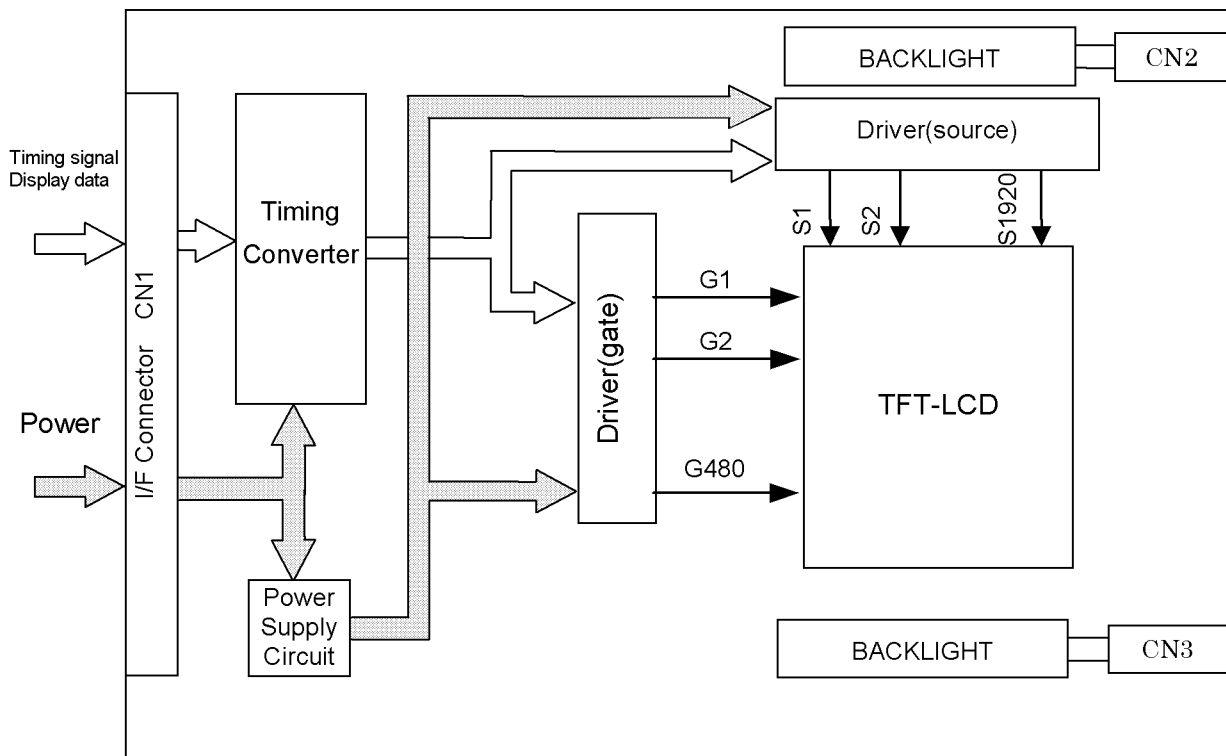 BACKLIGHT
CN2
Timing signal
Display data
Driver(source)
Timing
Converter
S1
S2
S1920
I/F Connector CN1
G1
Driver(gate)
G2
TFT-LCD
Power
G480
Power
Supply
Circuit
BACKLIGHT
CN3